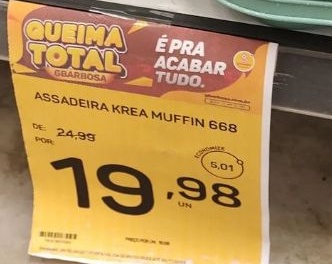 QUEIMA
TOTAL
GBARBOSA
É PRA
ACABAR
TUDO.
ASSADEIRA KREA MUFFIN 668
DE: 24,99
POR:
ECONOMIZE
5,01
19,98
UN